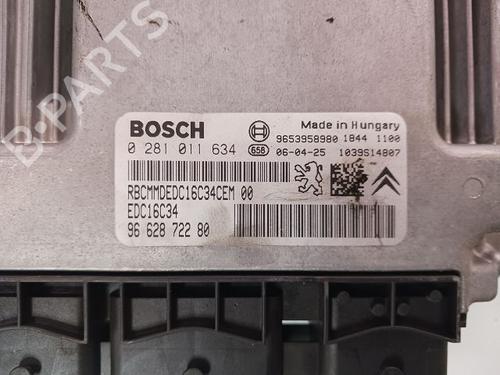 B-PARTS
BOSCH
Made in Hungary
9653958980 1844 1100
0 281 011 634 658 06-04-25 1039S14807
RBCMMDEDC16C34CEM 00
EDC16C34
96 628 722 80